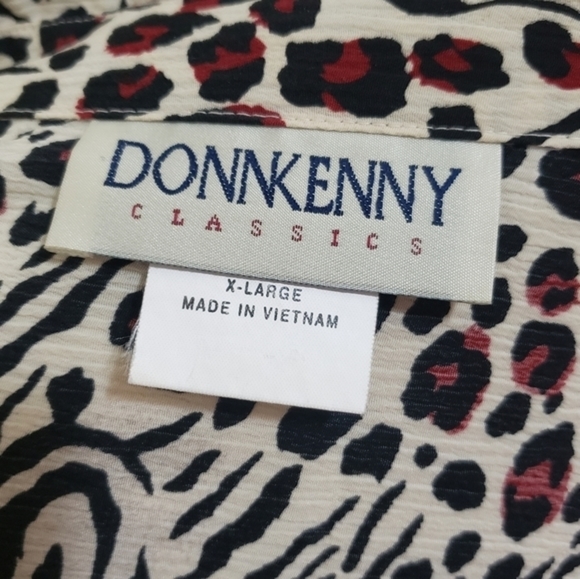 DONNKENNY
CLASSICS
X-LARGE
MADE IN VIETNAM